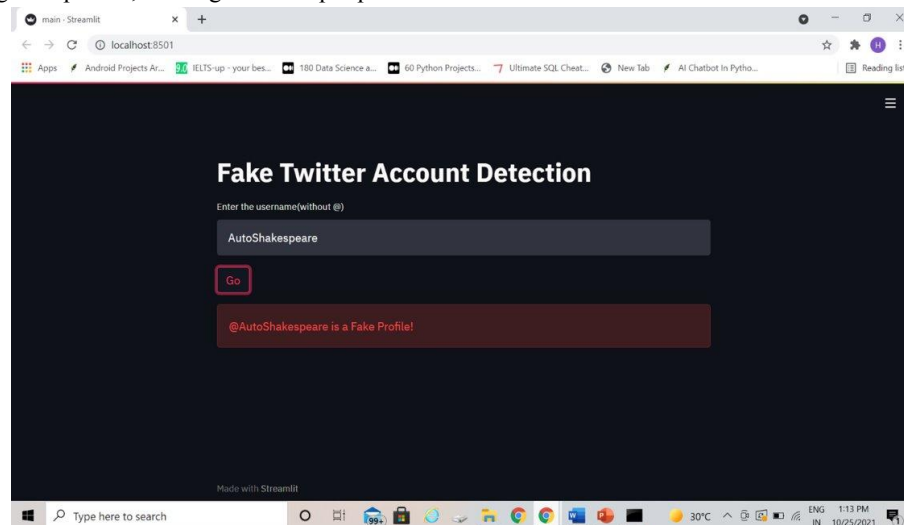 main · Streamlit
localhost:8501
Apps Android Projects Ar... IELTS-up - your bes... 180 Data Science a... 60 Python Projects... Ultimate SQL Cheat... New Tab AI Chatbot In Pytho... Reading list
Fake Twitter Account Detection
Enter the username(without @)
AutoShakespeare
Go
@AutoShakespeare is a Fake Profile!
Made with Streamlit
Type here to search
99+
30°C
ENG 1:13 PM
IN 10/25/2021